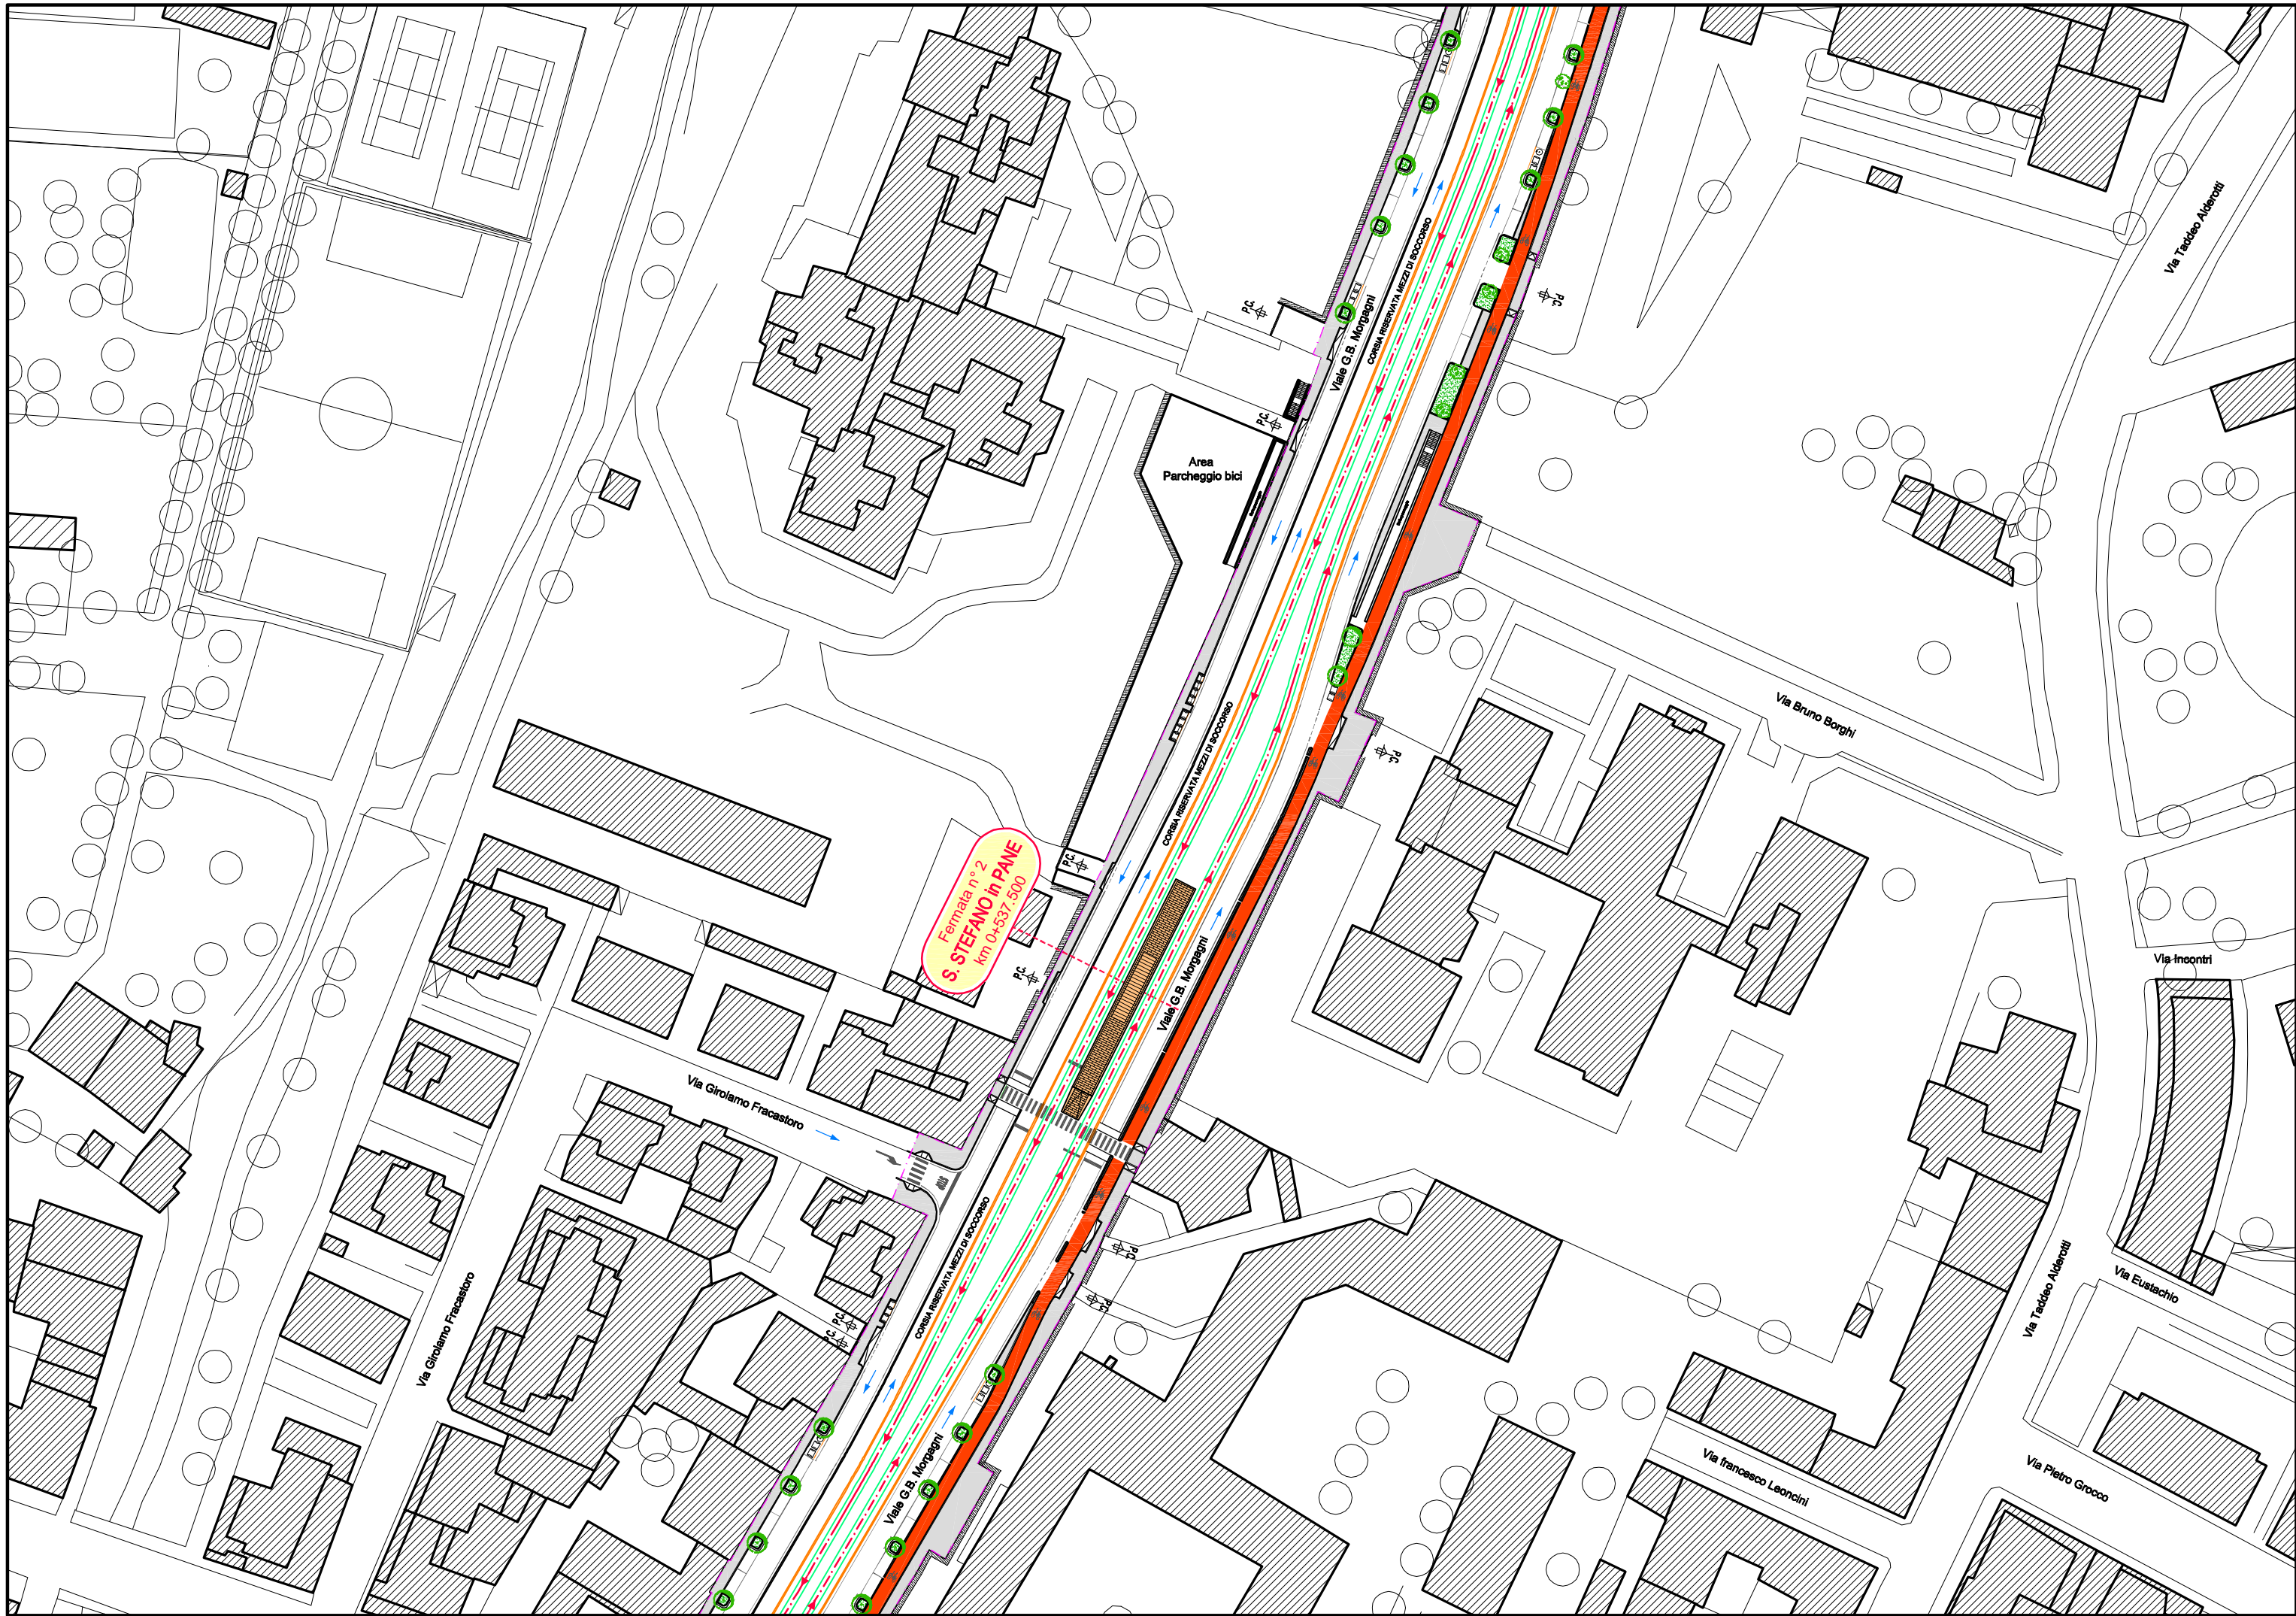 Via Taddeo Alderotti
P.C.
P.C.
Viale G.B. Morgagni
CORSIA RISERVATA MEZZI DI SOCCORSO
P.C.
Area
Parcheggio bici
Via Bruno Borghi
P.C.
CORSIA RISERVATA MEZZI DI SOCCORSO
Fermata n° 2
S. STEFANO in PANE
km 0+537.500
P.C.
P.C.
Viale G.B. Morgagni
Via Incontri
Via Girolamo Fracastoro
STOP
CORSIA RISERVATA MEZZI DI SOCCORSO
P.C.
P.C.
P.C.
P.C.
Via Girolamo Fracastoro
Via Taddeo Alderotti
Via Eustachio
Viale G.B. Morgagni
Via francesco Leoncini
Via Pietro Grocco